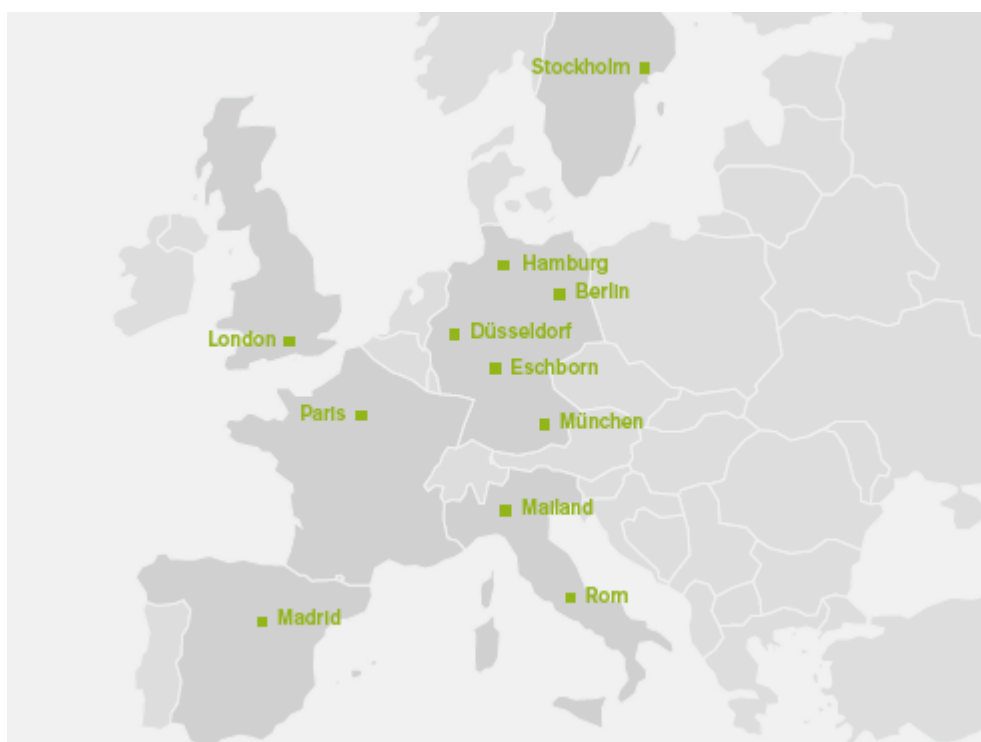 Stockholm
Hamburg
Berlin
Düsseldorf
London
Eschborn
Paris
München
Mailand
Rom
Madrid